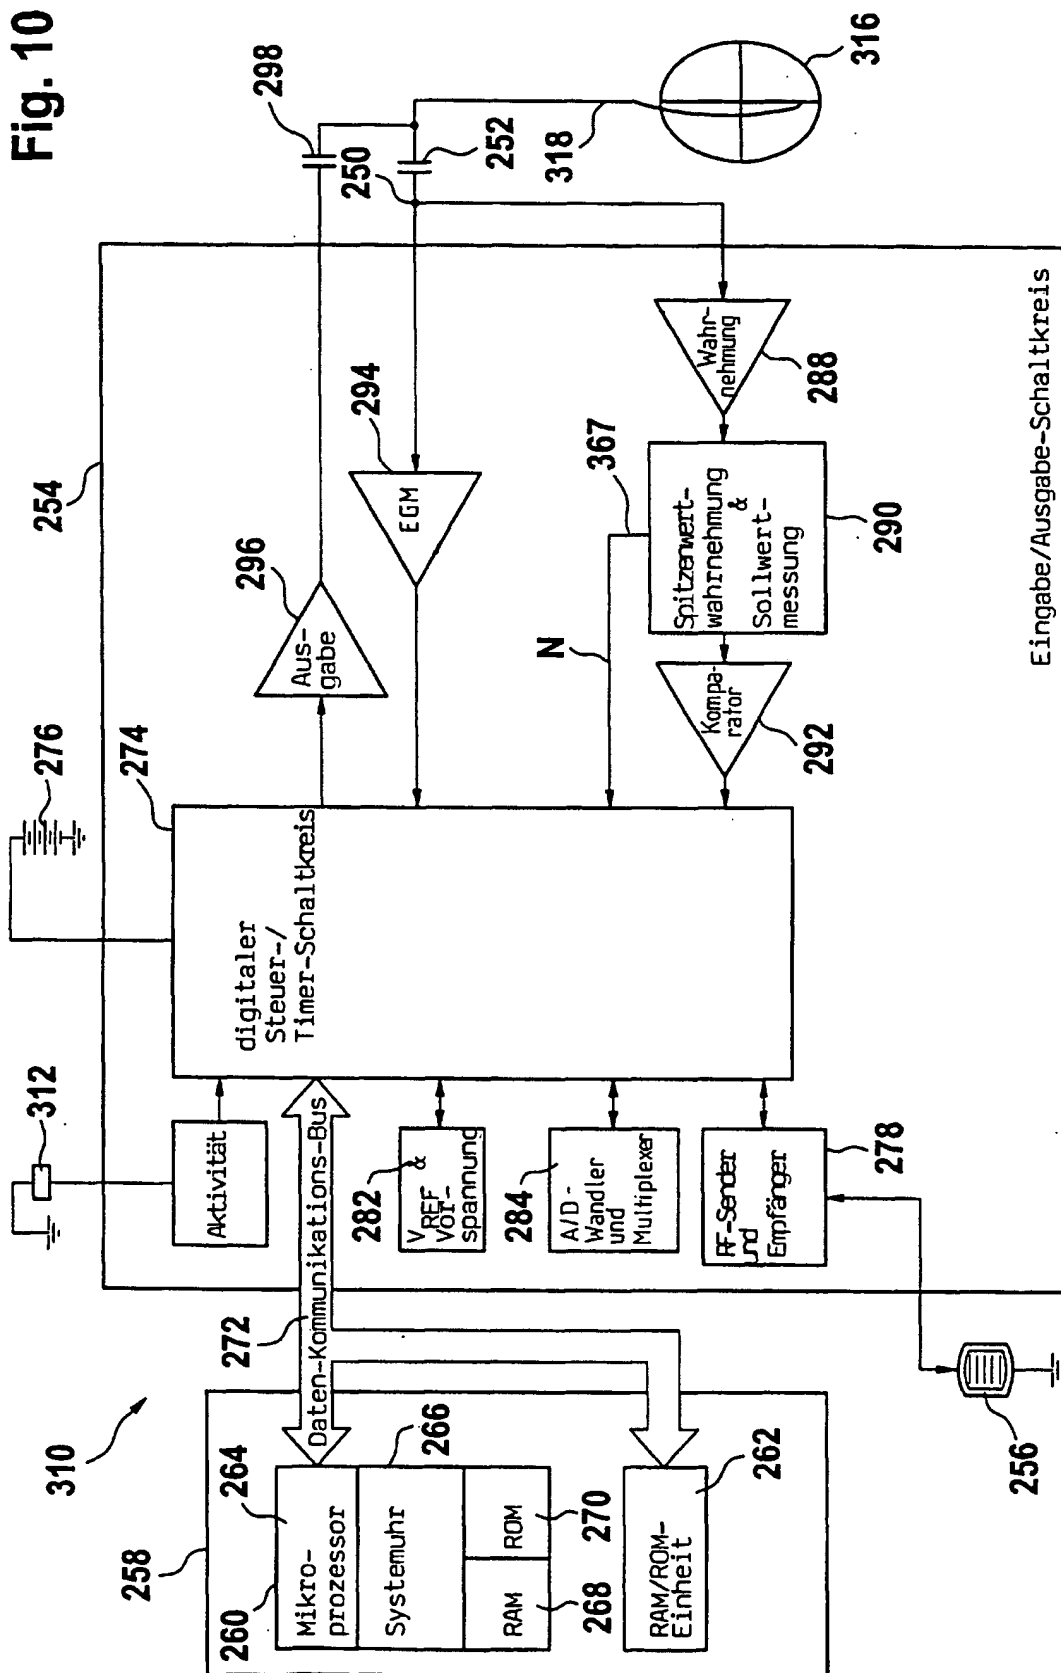 Fig. 10
310
258
260
264
Mikro-
prozessor
266
Systemuhr
RAM
ROM
268
270
262
RAM/ROM-
Einheit
272
Daten-Kommunikations-Bus
256
312
Aktivität
282
VREF &
Vor-
spannung
284
A/D-
Wandler
und
Multiplexer
RF-Sender
und
Empfänger
278
254
276
274
digitaler
Steuer-/
Timer-Schaltkreis
296
Aus-
gabe
294
EGM
N
367
Spitzenwert-
wahrnehmung
&
Sollwert-
messung
290
Kompa-
rator
292
Wahr-
nehmung
288
298
250
252
318
316
Eingabe/Ausgabe-Schaltkreis